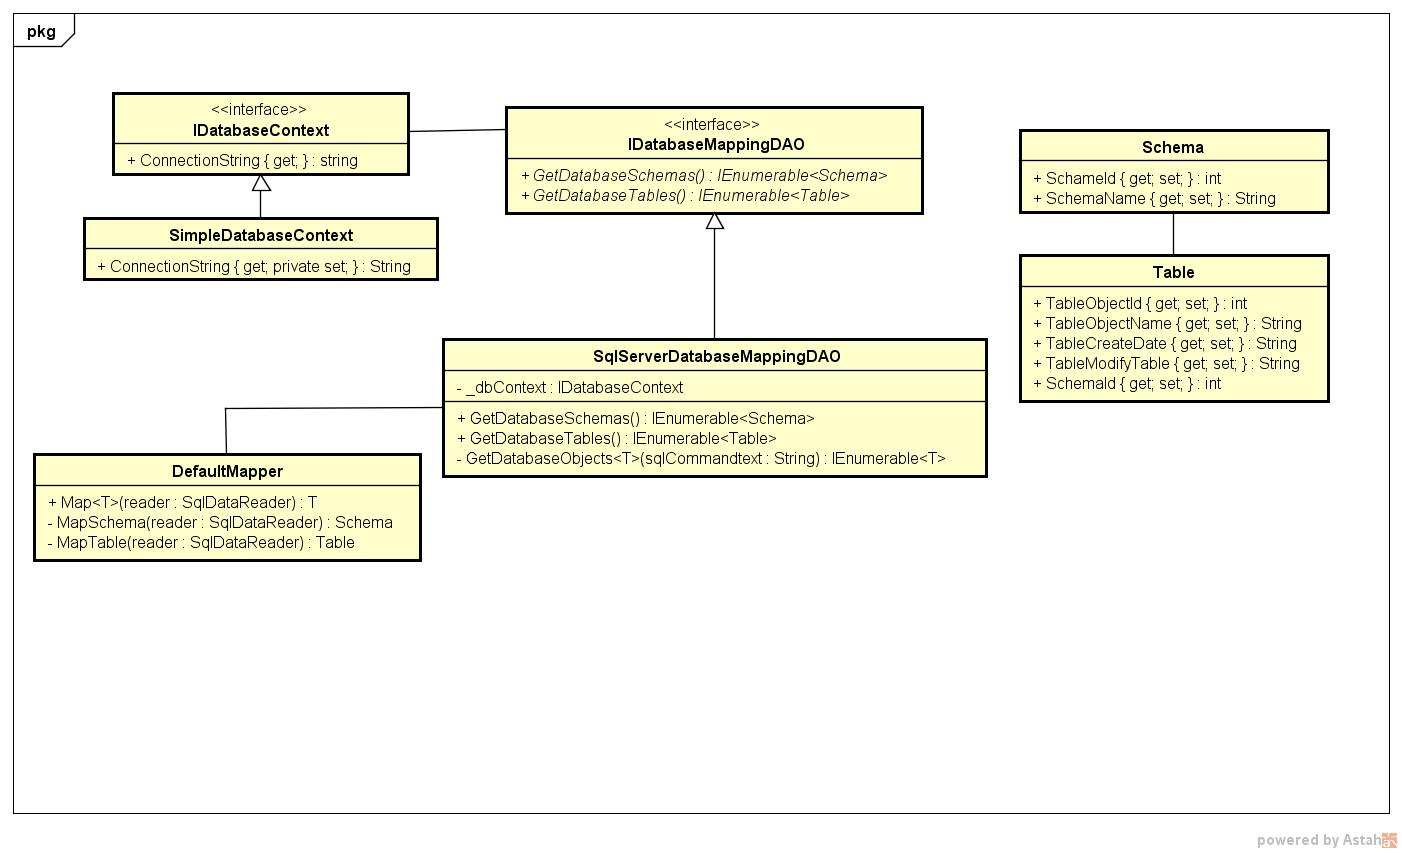 pkg
<<interface>>
IDatabaseContext
+ ConnectionString { get; } : string
SimpleDatabaseContext
+ ConnectionString { get; private set; } : String
<<interface>>
IDatabaseMappingDAO
+ GetDatabaseSchemas() : IEnumerable<Schema>
+ GetDatabaseTables() : IEnumerable<Table>
Schema
+ SchameId { get; set; } : int
+ SchemaName { get; set; } : String
Table
+ TableObjectId { get; set; } : int
+ TableObjectName { get; set; } : String
+ TableCreateDate { get; set; } : String
+ TableModifyTable { get; set; } : String
+ SchemaId { get; set; } : int
SqlServerDatabaseMappingDAO
- _dbContext : IDatabaseContext
+ GetDatabaseSchemas() : IEnumerable<Schema>
+ GetDatabaseTables() : IEnumerable<Table>
- GetDatabaseObjects<T>(sqlCommandtext : String) : IEnumerable<T>
DefaultMapper
+ Map<T>(reader : SqlDataReader) : T
- MapSchema(reader : SqlDataReader) : Schema
- MapTable(reader : SqlDataReader) : Table
powered by Astah